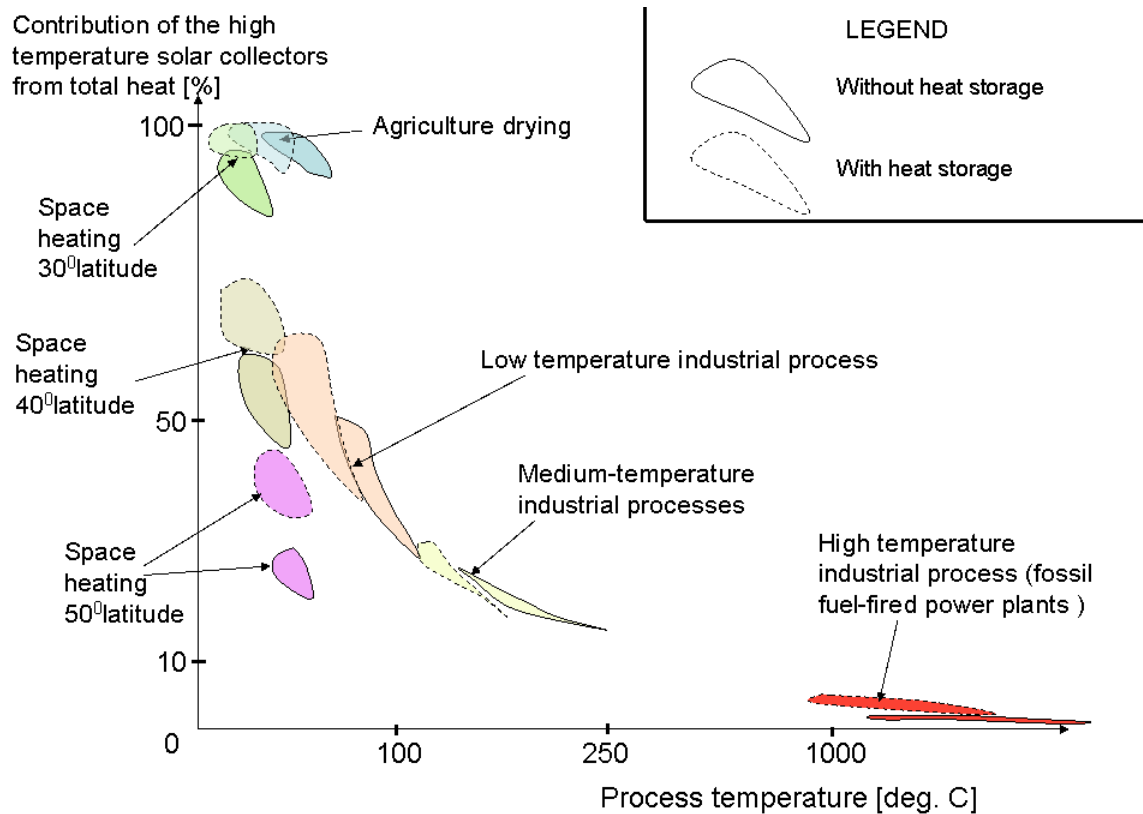 Contribution of the high
temperature solar collectors
from total heat [%]
LEGEND
Without heat storage
With heat storage
100
Agriculture drying
Space
heating
30⁰latitude
Space
heating
40⁰latitude
Low temperature industrial process
50
Medium-temperature
industrial processes
Space
heating
50⁰latitude
High temperature
industrial process (fossil
fuel-fired power plants )
10
0
100
250
1000
Process temperature [deg. C]